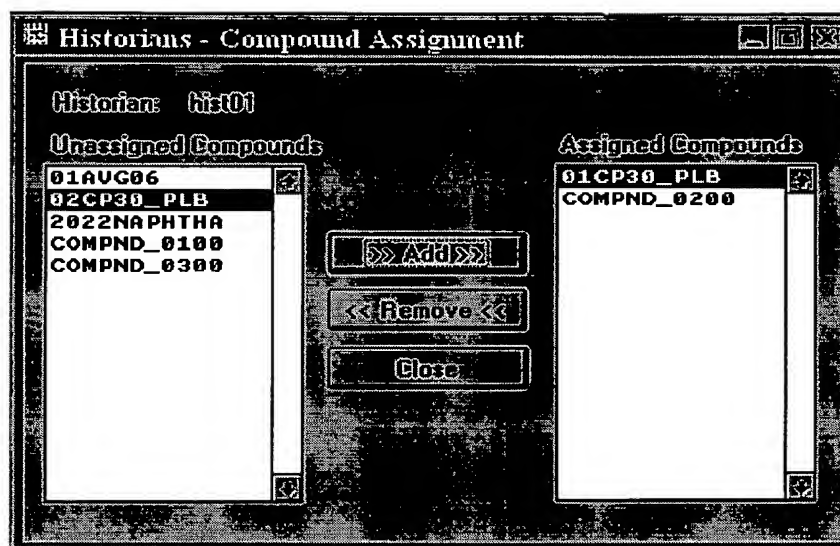 Historians - Compound Assignment
Historian: hist01
Unassigned Compounds
01AVG06
02CP30_PLB
2022NAPHTHA
COMPND_0100
COMPND_0300
>> Add >>
<< Remove <<
Close
Assigned Compounds
01CP30_PLB
COMPND_0200